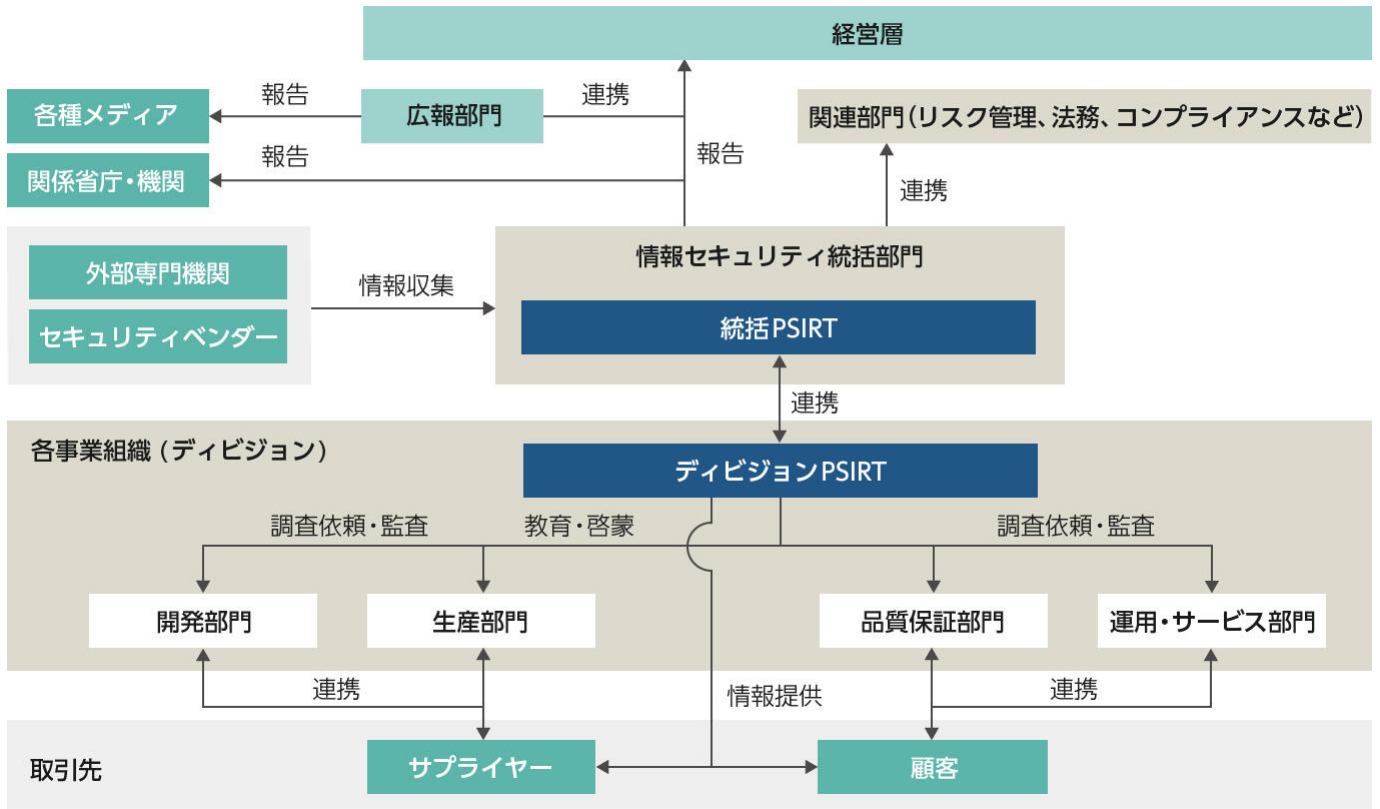 経営層
報告
連携
各種メディア
広報部門
関連部門(リスク管理、法務、コンプライアンスなど)
報告
報告
関係省庁・機関
連携
情報セキュリティ統括部門
外部専門機関
情報収集
セキュリティベンダー
統括PSIRT
連携
各事業組織(ディビジョン)
ディビジョンPSIRT
調査依頼・監査
教育・啓蒙
調査依頼・監査
開発部門
生産部門
品質保証部門
運用・サービス部門
連携
情報提供
連携
取引先
サプライヤー
顧客